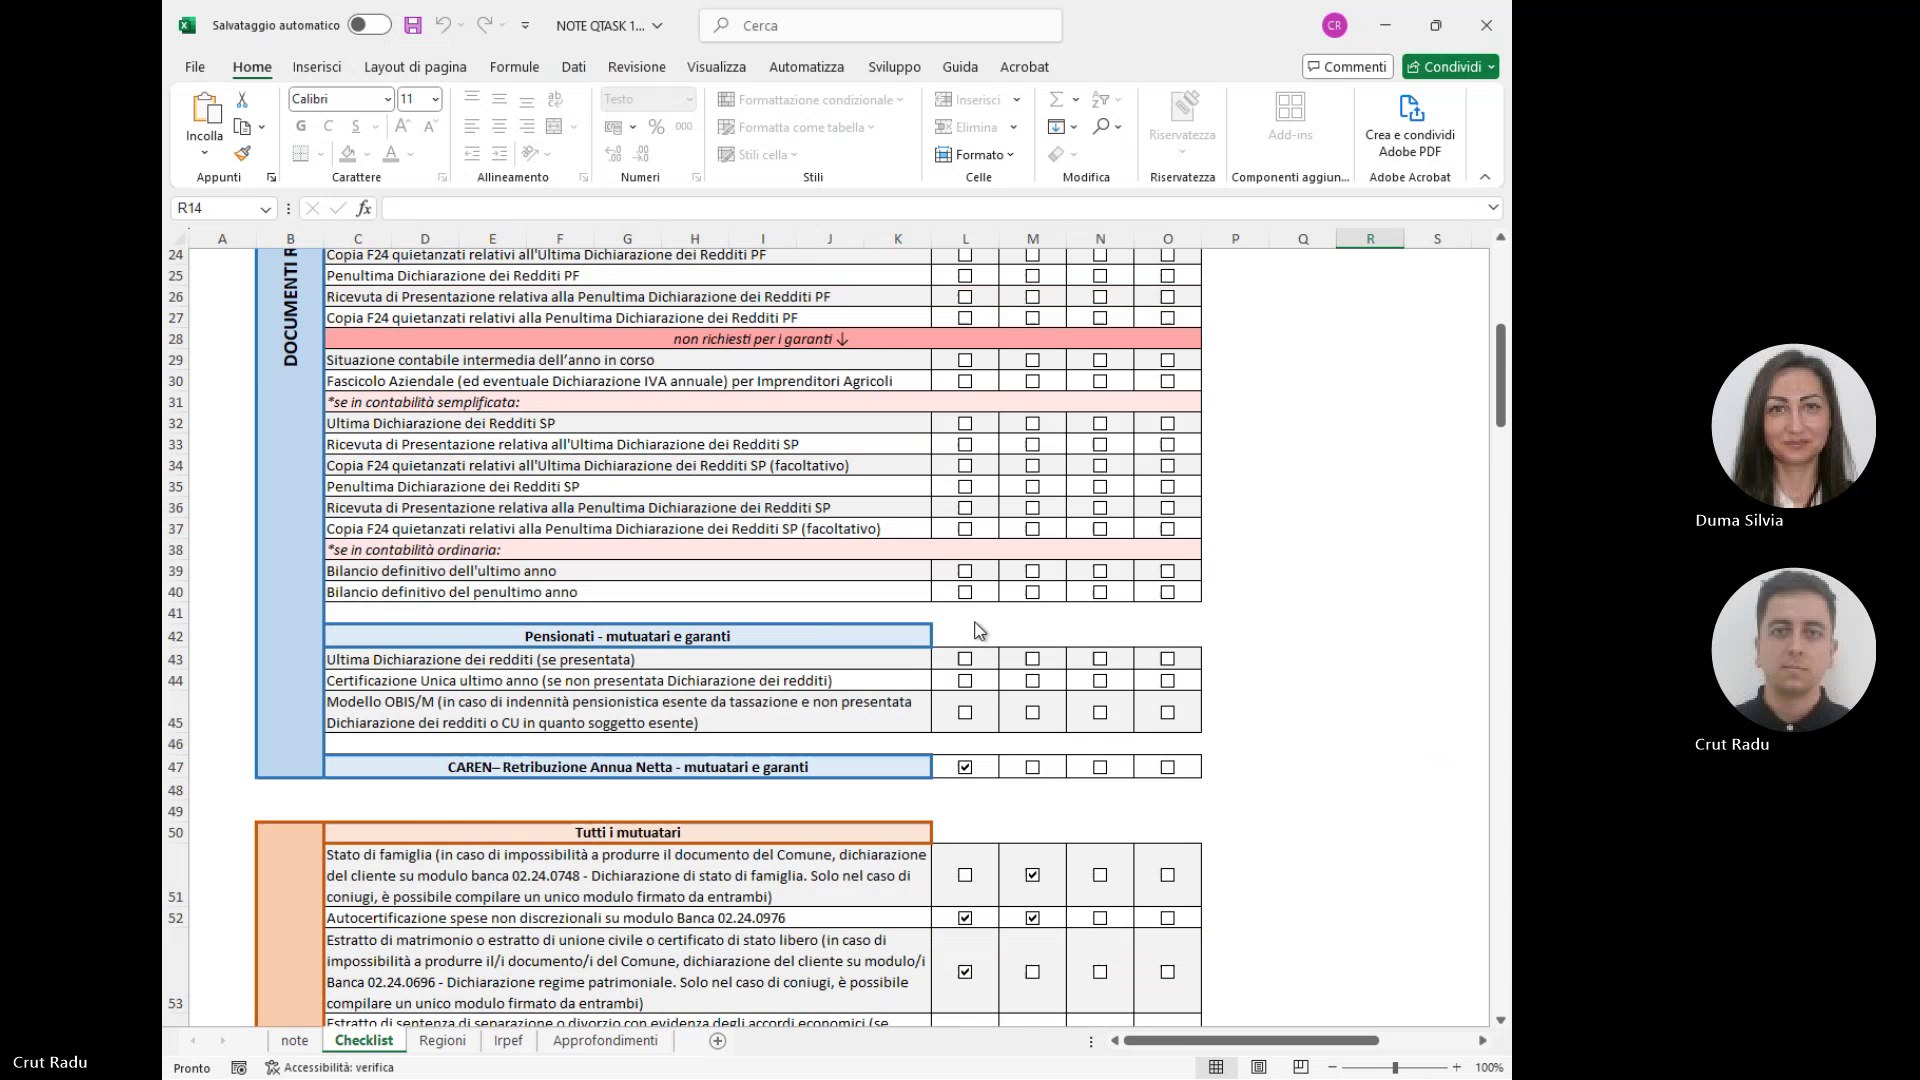 Salvataggio automatico
NOTE QTASK 1...
Cerca
CR
File Home Inserisci Layout di pagina Formule Dati Revisione Visualizza Automatizza Sviluppo Guida Acrobat
Commenti
Condividi
Incolla
Appunti
Calibri
11
G C S
Carattere
Allineamento
Testo
% 000
Numeri
Formattazione condizionale
Formatta come tabella
Stili cella
Stili
Inserisci
Elimina
Formato
Celle
Modifica
Riservatezza
Riservatezza
Add-ins
Componenti aggiun...
Crea e condividi
Adobe PDF
Adobe Acrobat
R14
fx
A B C D E F G H I J K L M N O P Q R S
DOCUMENTI R
24 Copia F24 quietanzati relativi all'Ultima Dichiarazione dei Redditi PF
25 Penultima Dichiarazione dei Redditi PF
26 Ricevuta di Presentazione relativa alla Penultima Dichiarazione dei Redditi PF
27 Copia F24 quietanzati relativi alla Penultima Dichiarazione dei Redditi PF
28 non richiesti per i garanti ↓
29 Situazione contabile intermedia dell’anno in corso
30 Fascicolo Aziendale (ed eventuale Dichiarazione IVA annuale) per Imprenditori Agricoli
31 *se in contabilità semplificata:
32 Ultima Dichiarazione dei Redditi SP
33 Ricevuta di Presentazione relativa all'Ultima Dichiarazione dei Redditi SP
34 Copia F24 quietanzati relativi all'Ultima Dichiarazione dei Redditi SP (facoltativo)
35 Penultima Dichiarazione dei Redditi SP
36 Ricevuta di Presentazione relativa alla Penultima Dichiarazione dei Redditi SP
37 Copia F24 quietanzati relativi alla Penultima Dichiarazione dei Redditi SP (facoltativo)
38 *se in contabilità ordinaria:
39 Bilancio definitivo dell'ultimo anno
40 Bilancio definitivo del penultimo anno
41
42 Pensionati - mutuatari e garanti
43 Ultima Dichiarazione dei redditi (se presentata)
44 Certificazione Unica ultimo anno (se non presentata Dichiarazione dei redditi)
Modello OBIS/M (in caso di indennità pensionistica esente da tassazione e non presentata
45 Dichiarazione dei redditi o CU in quanto soggetto esente)
46
47 CAREN– Retribuzione Annua Netta - mutuatari e garanti
48
49
50 Tutti i mutuatari
Stato di famiglia (in caso di impossibilità a produrre il documento del Comune, dichiarazione
del cliente su modulo banca 02.24.0748 - Dichiarazione di stato di famiglia. Solo nel caso di
51 coniugi, è possibile compilare un unico modulo firmato da entrambi)
52 Autocertificazione spese non discrezionali su modulo Banca 02.24.0976
Estratto di matrimonio o estratto di unione civile o certificato di stato libero (in caso di
impossibilità a produrre il/i documento/i del Comune, dichiarazione del cliente su modulo/i
Banca 02.24.0696 - Dichiarazione regime patrimoniale. Solo nel caso di coniugi, è possibile
53 compilare un unico modulo firmato da entrambi)
Estratto di sentenza di separazione o divorzio con evidenza degli accordi economici (se
note Checklist Regioni Irpef Approfondimenti
Pronto
Accessibilità: verifica
100%
Duma Silvia
Crut Radu
Crut Radu